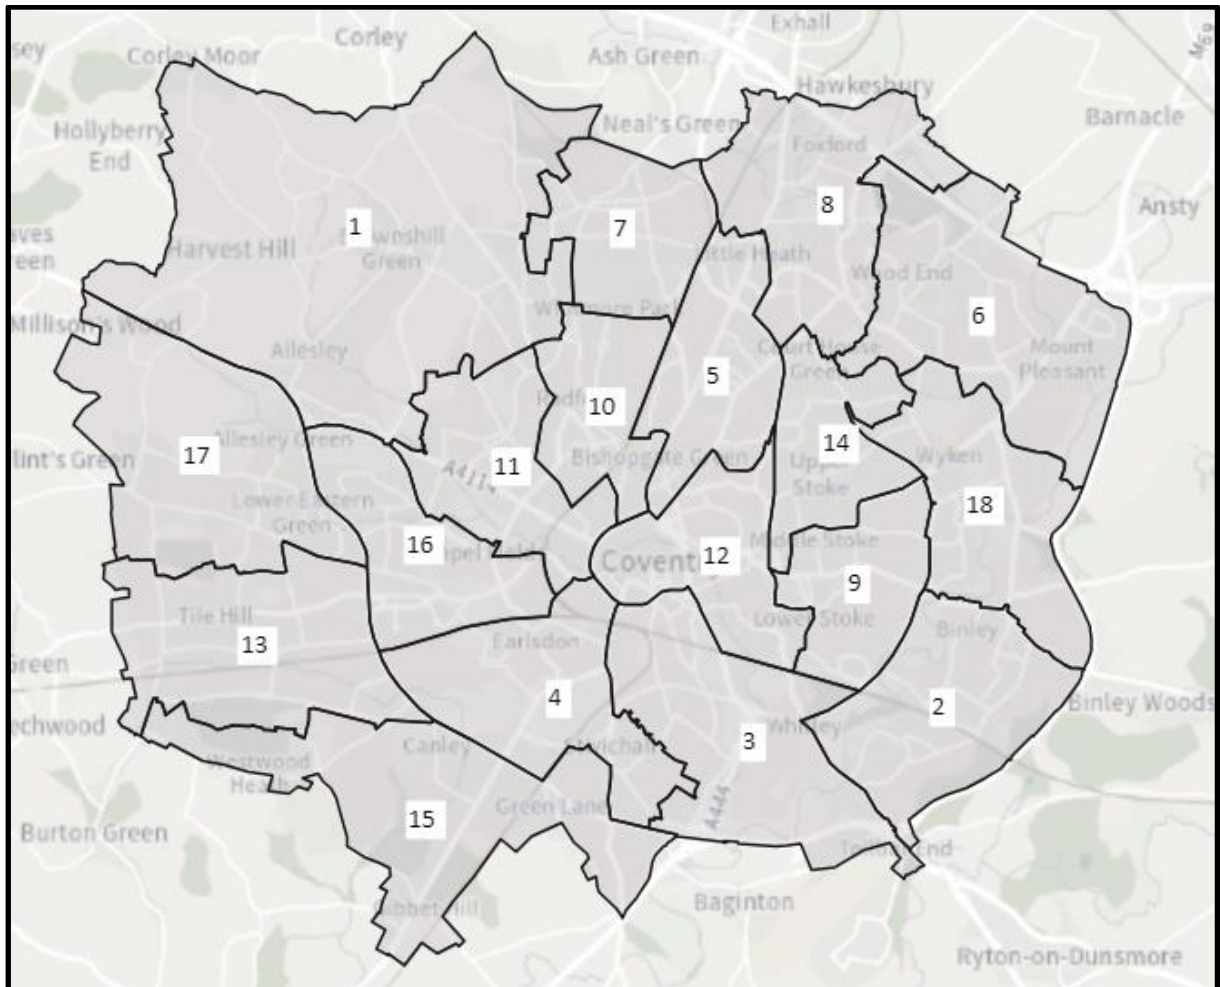 Exhall
Corley
Corley Moor
Ash Green
M69
Hawkesbury
Barnacle
Neal's Green
Hollyberry
End
Foxford
8
Ansty
7
1
Harvest Hill
Green
Little Heath
Wood End
6
Millison's Wood
Allesley
Court House
Green
Mount
Pleasant
5
10
14
Allesley Green
17
A4114
11
Bishopgate Green
Upper
Stoke
Wyken
Lower Eastern
Green
18
16
Coventry
12
Middle Stoke
9
Tile Hill
13
Earlsdon
Lower Stoke
Binley
Green
4
2
Binley Woods
3
Whitley
Canley
Westwood
Heath
15
Green Lane
A444
Burton Green
Gibbet Hill
Baginton
Ryton-on-Dunsmore